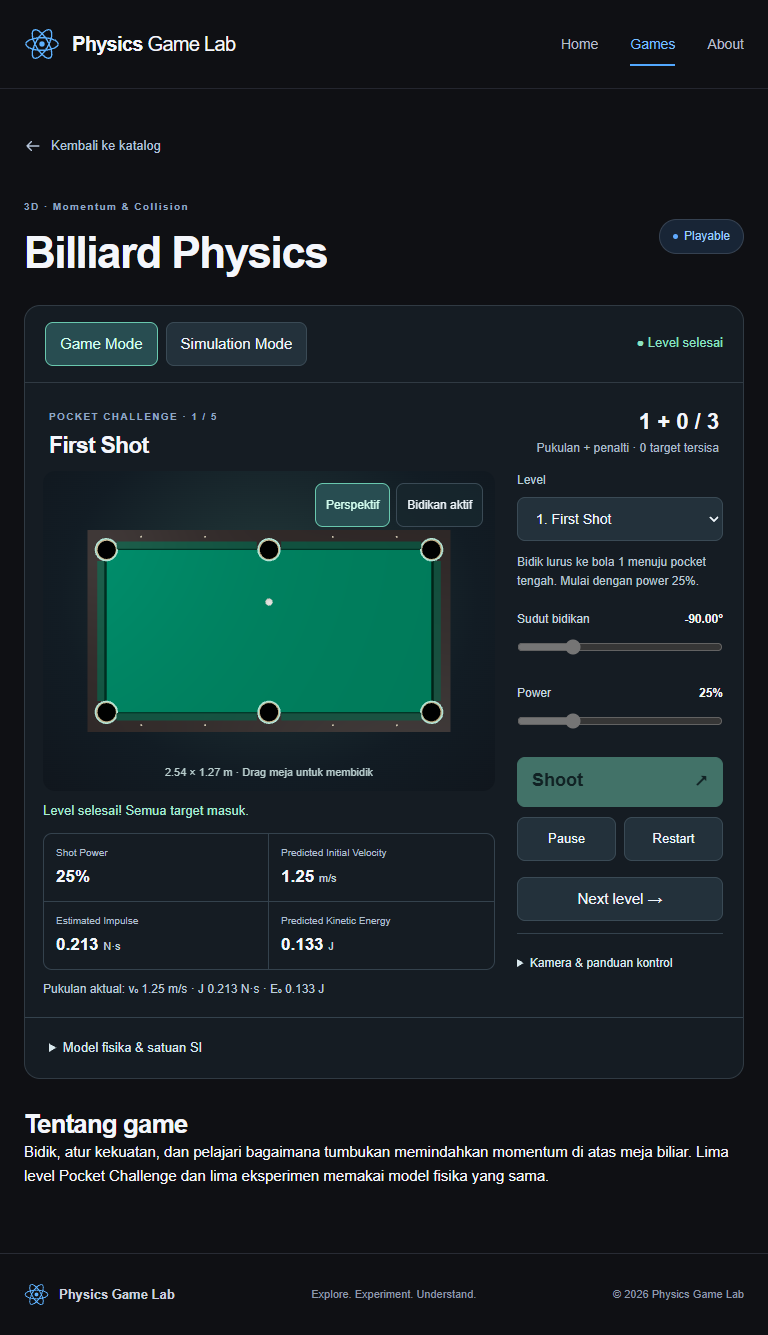 Physics Game Lab
Home
Games
About
← Kembali ke katalog
3D · Momentum & Collision
Billiard Physics
Playable
Game Mode
Simulation Mode
Level selesai
POCKET CHALLENGE · 1 / 5
First Shot
1 + 0 / 3
Pukulan + penalti · 0 target tersisa
Perspektif
Bidikan aktif
2.54 × 1.27 m · Drag meja untuk membidik
Level selesai! Semua target masuk.
Shot Power
25%
Predicted Initial Velocity
1.25 m/s
Estimated Impulse
0.213 N·s
Predicted Kinetic Energy
0.133 J
Pukulan aktual: v₀ 1.25 m/s · J 0.213 N·s · E₀ 0.133 J
Level
1. First Shot
Bidik lurus ke bola 1 menuju pocket
tengah. Mulai dengan power 25%.
Sudut bidikan
-90.00°
Power
25%
Shoot ↗
Pause
Restart
Next level →
Kamera & panduan kontrol
Model fisika & satuan SI
Tentang game
Bidik, atur kekuatan, dan pelajari bagaimana tumbukan memindahkan momentum di atas meja biliar. Lima
level Pocket Challenge dan lima eksperimen memakai model fisika yang sama.
Physics Game Lab
Explore. Experiment. Understand.
© 2026 Physics Game Lab